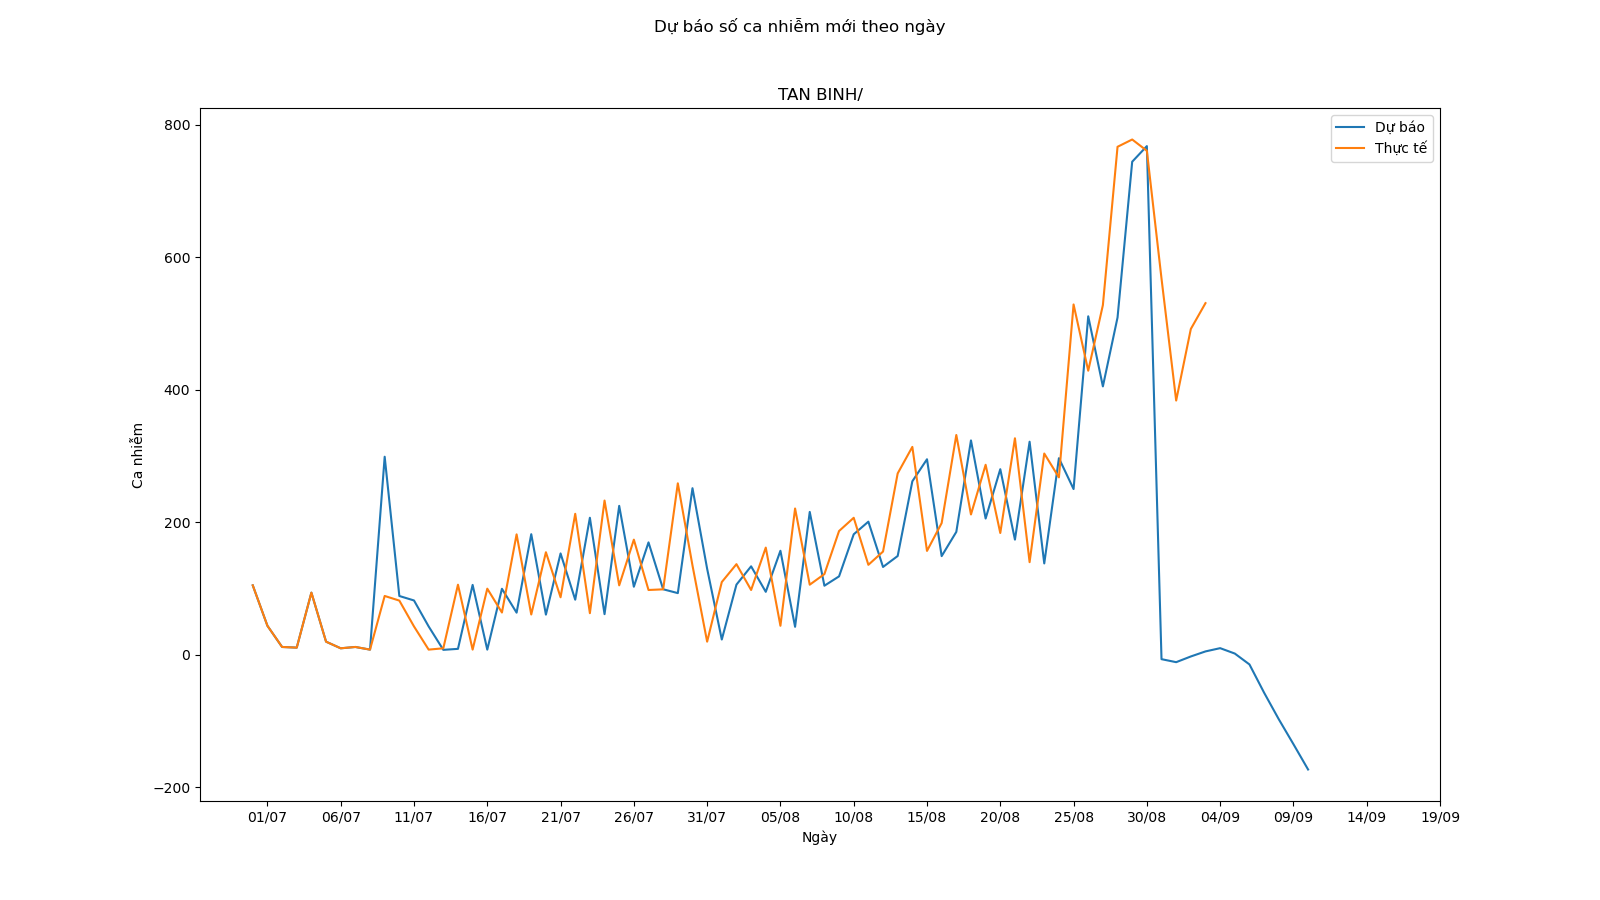 Dự báo số ca nhiễm mới theo ngày
TAN BINH/
Dự báo
Thực tế
800
600
400
200
0
−200
Ca nhiễm
01/07 06/07 11/07 16/07 21/07 26/07 31/07 05/08 10/08 15/08 20/08 25/08 30/08 04/09 09/09 14/09 19/09
Ngày